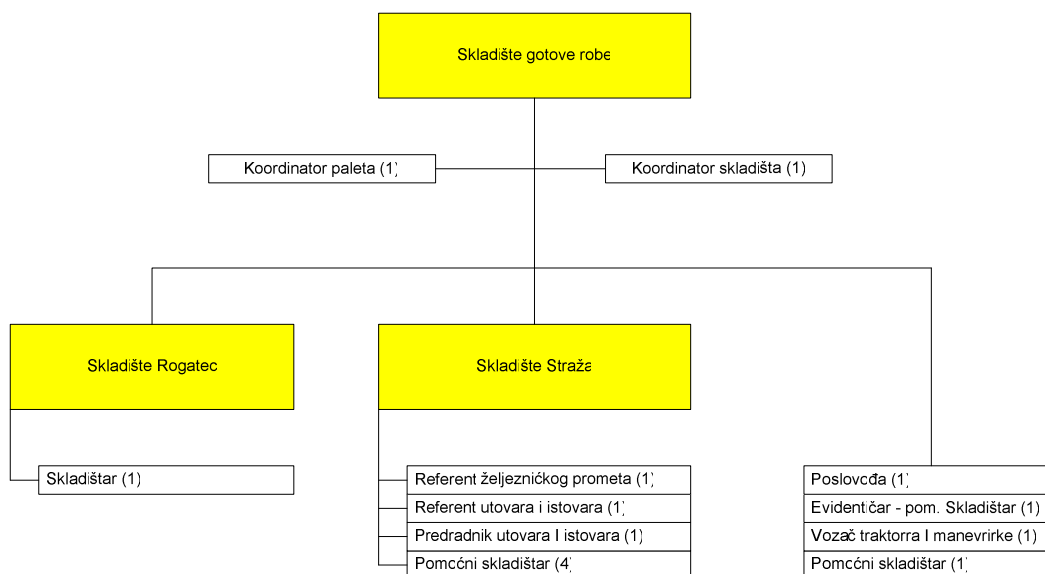 Skladište gotove robe
Koordinator paleta (1)
Koordinator skladišta (1)
Skladište Rogatec
Skladište Straža
Skladištar (1)
Referent željezničkog prometa (1)
Referent utovara i istovara (1)
Predradnik utovara I istovara (1)
Pomoćni skladištar (4)
Poslovođa (1)
Evidentičar - pom. Skladištar (1)
Vozač traktorra I manevrirke (1)
Pomoćni skladištar (1)